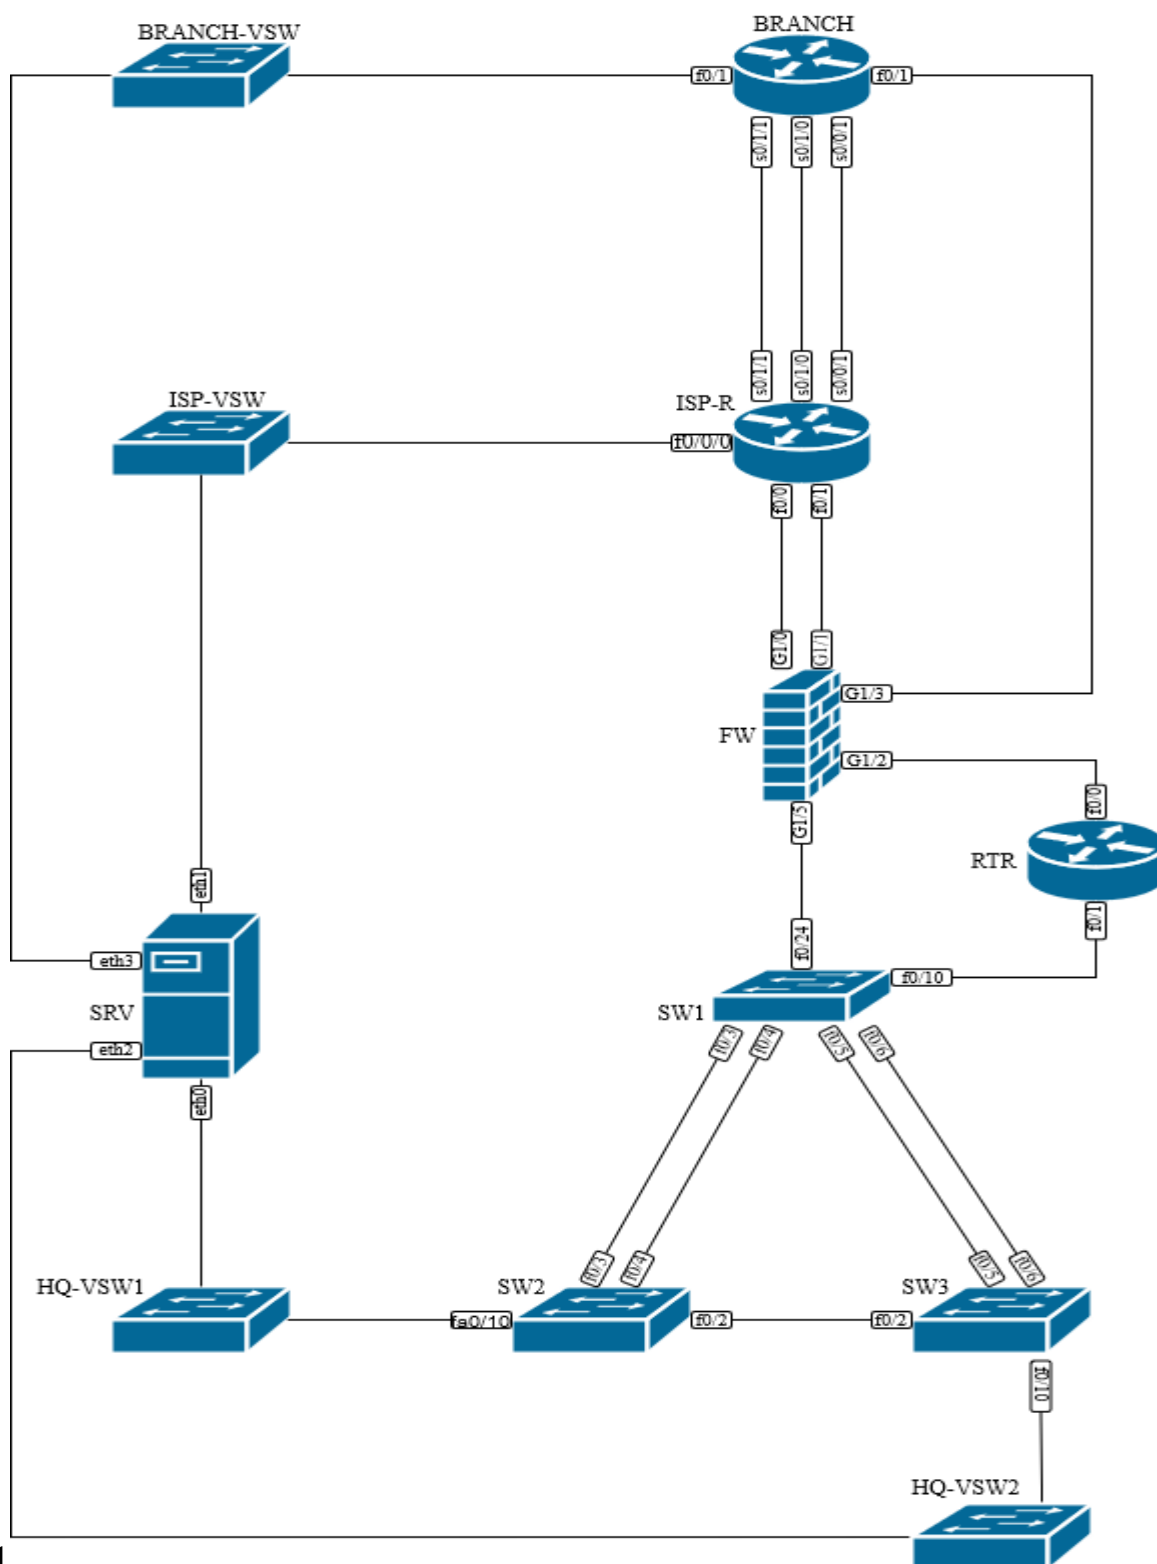 BRANCH-VSW
BRANCH
f0/1
f0/1
s0/1/1
s0/1/0
s0/0/1
s0/1/1
s0/1/0
s0/0/1
ISP-VSW
ISP-R
f0/0/0
f0/0
f0/1
G1/0
G1/1
G1/3
FW
G1/2
G1/5
f0/0
RTR
f0/1
eth1
eth3
SRV
eth2
eth0
f0/24
f0/10
SW1
f0/3
f0/4
f0/5
f0/6
f0/3
f0/4
f0/5
f0/6
HQ-VSW1
SW2
SW3
fa0/10
f0/2
f0/2
f0/10
HQ-VSW2